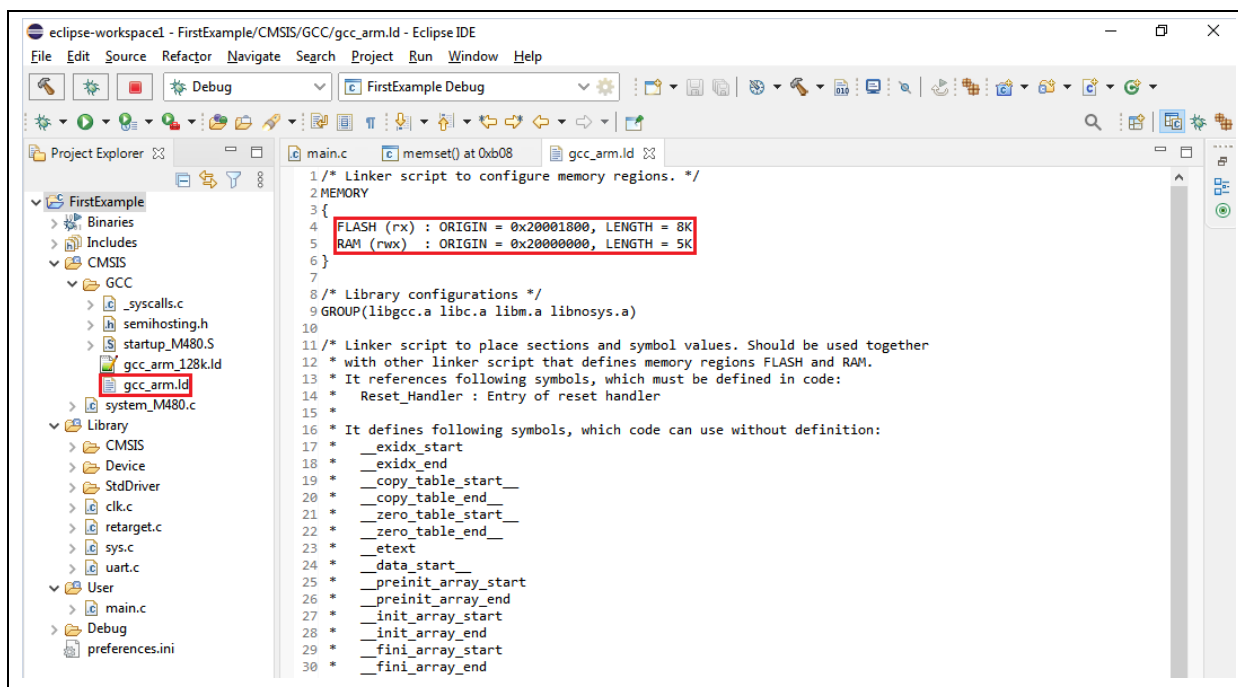 eclipse-workspace1 - FirstExample/CMSIS/GCC/gcc_arm.ld - Eclipse IDE
File Edit Source Refactor Navigate Search Project Run Window Help
Debug
FirstExample Debug
Project Explorer
FirstExample
Binaries
Includes
CMSIS
GCC
_syscalls.c
semihosting.h
startup_M480.S
gcc_arm_128k.ld
gcc_arm.ld
system_M480.c
Library
CMSIS
Device
StdDriver
clk.c
retarget.c
sys.c
uart.c
User
main.c
Debug
preferences.ini
main.c memset() at 0xb08 gcc_arm.ld
1 /* Linker script to configure memory regions. */
2 MEMORY
3 {
4 FLASH (rx) : ORIGIN = 0x20001800, LENGTH = 8K
5 RAM (rwx) : ORIGIN = 0x20000000, LENGTH = 5K
6 }
7
8 /* Library configurations */
9 GROUP(libgcc.a libc.a libm.a libnosys.a)
10
11 /* Linker script to place sections and symbol values. Should be used together
12 * with other linker script that defines memory regions FLASH and RAM.
13 * It references following symbols, which must be defined in code:
14 * Reset_Handler : Entry of reset handler
15 *
16 * It defines following symbols, which code can use without definition:
17 * __exidx_start
18 * __exidx_end
19 * __copy_table_start__
20 * __copy_table_end__
21 * __zero_table_start__
22 * __zero_table_end__
23 * __etext
24 * __data_start__
25 * __preinit_array_start
26 * __preinit_array_end
27 * __init_array_start
28 * __init_array_end
29 * __fini_array_start
30 * __fini_array_end